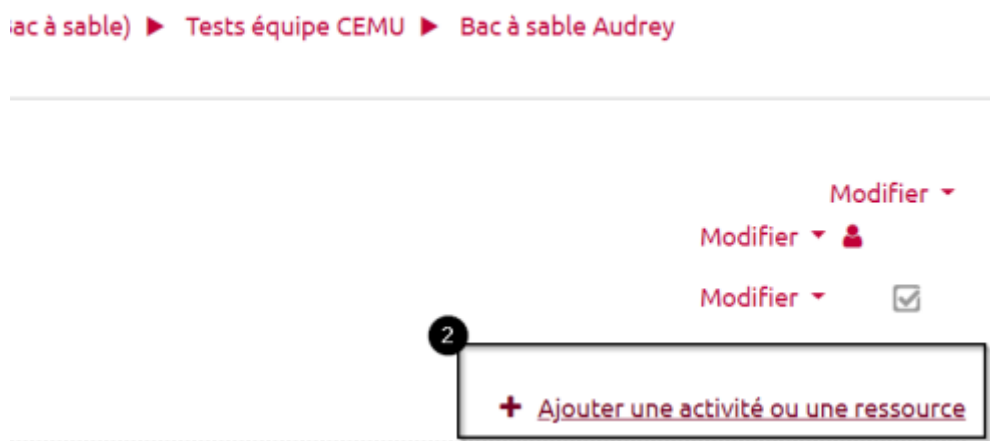 ac à sable) ▶ Tests équipe CEMU ▶ Bac à sable Audrey
Modifier
Modifier
Modifier
2
+ Ajouter une activité ou une ressource